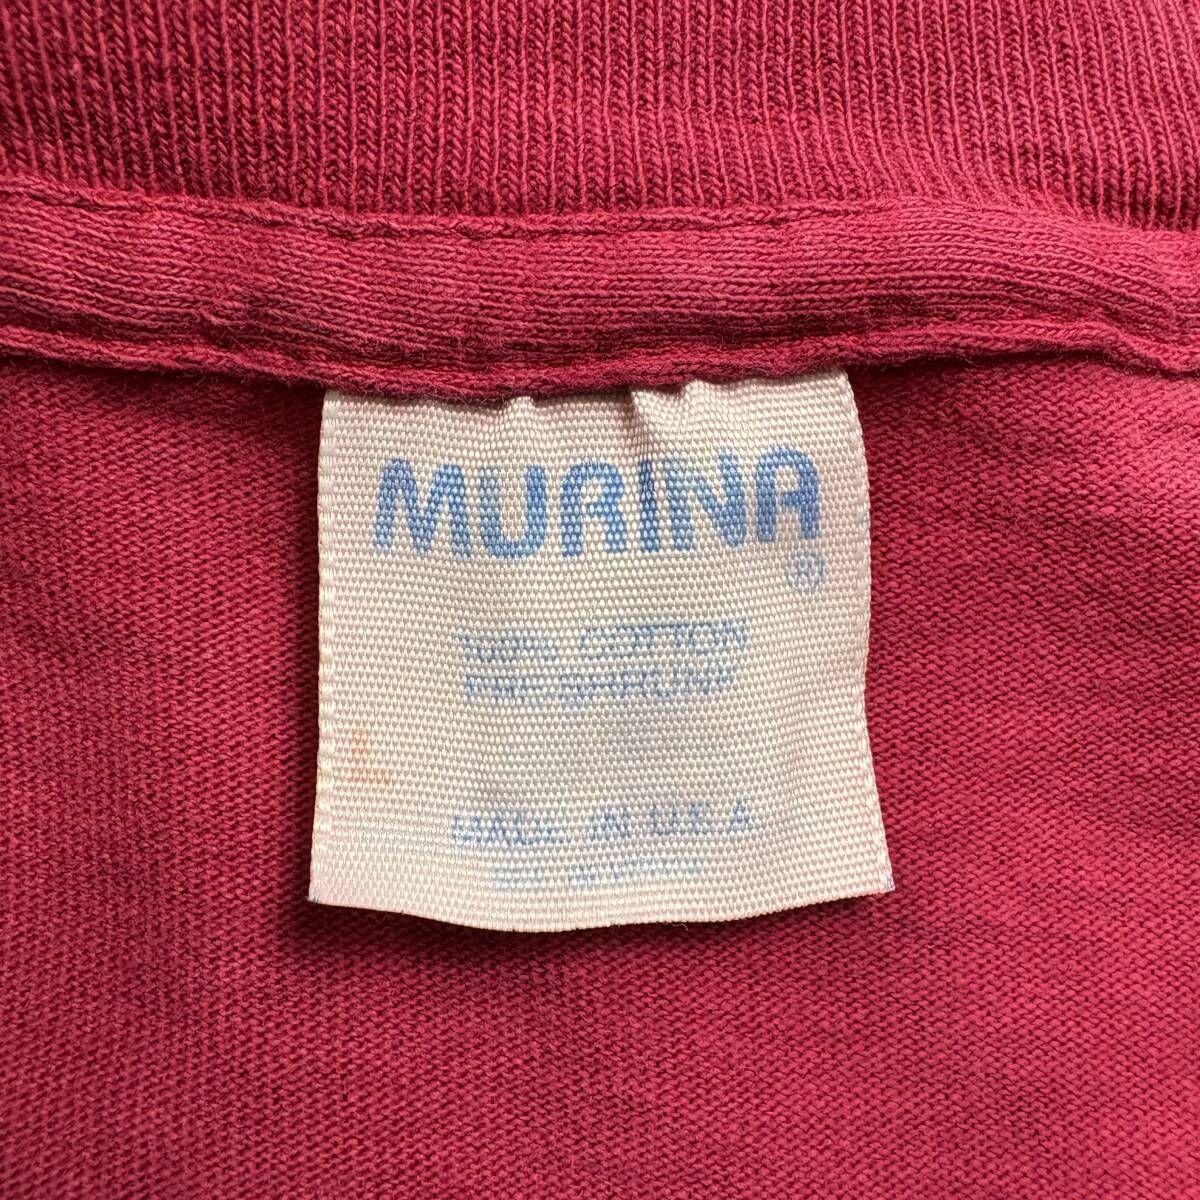 MURINA
®
100% COTTON
PRE-SHRUNK
L
MADE IN U.S.A.